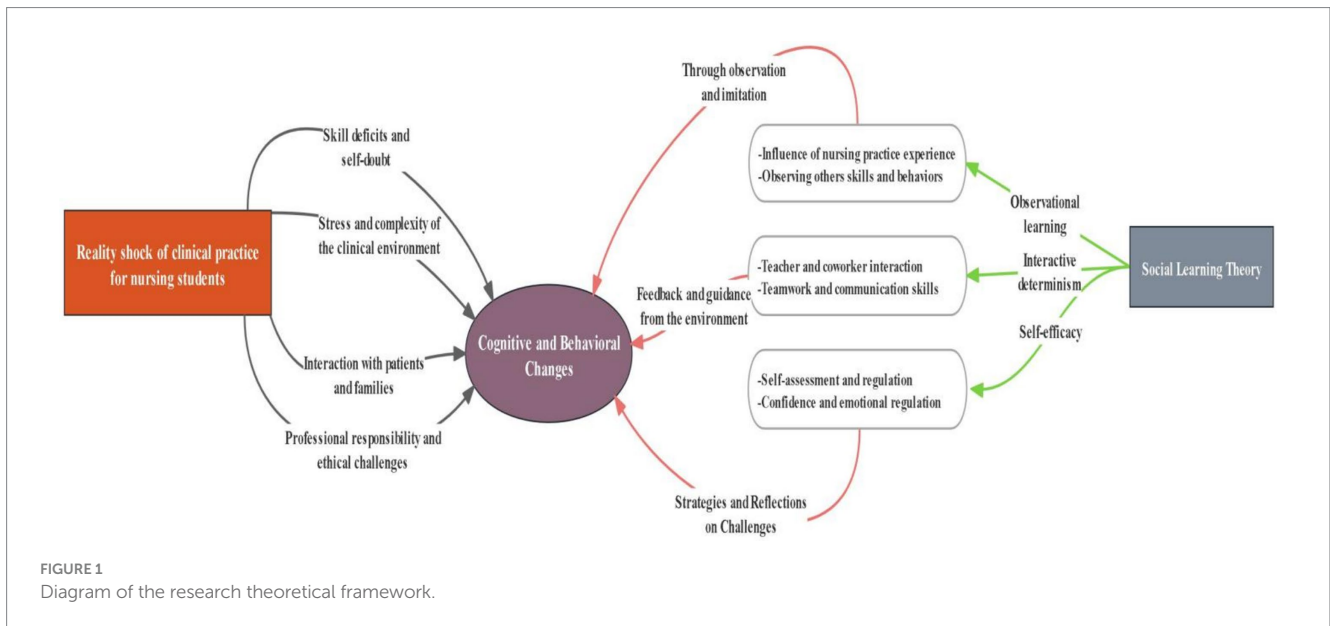 Through observation
and imitation
Skill deficits and
self-doubt
-Influence of nursing practice experience
-Observing others skills and behaviors
Observational
learning
Stress and complexity of
the clinical environment
Reality shock of clinical practice
for nursing students
-Teacher and coworker interaction
-Teamwork and communication skills
Interactive
determinism
Social Learning Theory
Feedback and guidance
from the environment
Self-efficacy
Cognitive and Behavioral
Changes
Interaction with patients
and families
-Self-assessment and regulation
-Confidence and emotional regulation
Professional responsibility and
ethical challenges
Strategies and Reflections
on Challenges
FIGURE 1
Diagram of the research theoretical framework.